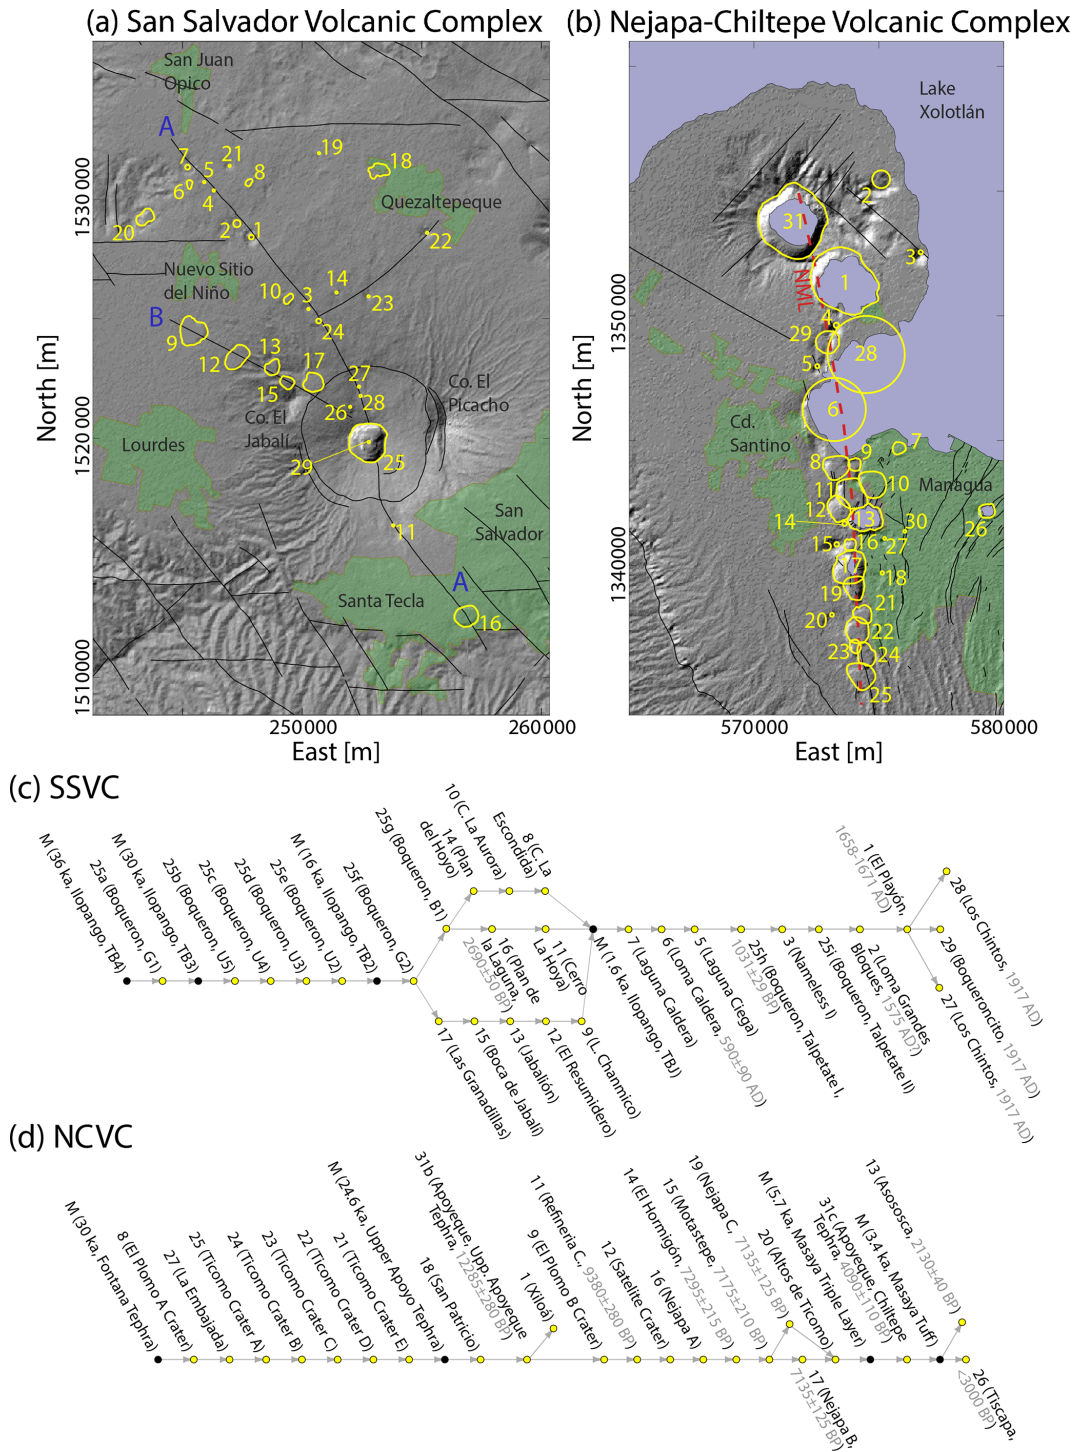 (a) San Salvador Volcanic Complex
(b) Nejapa-Chiltepe Volcanic Complex
San Juan
Opico
A
7
5
21
8
19
18
6
4
Quezaltepeque
20
2
1
22
Nuevo Sitio
del Niño
10
3
14
23
B
24
9
12
13
17
15
27
28
Co. El
Picacho
26
Co. El
Jabalí
Lourdes
29
25
11
San
Salvador
A
Santa Tecla
16
1530 000
1520 000
1510 000
North [m]
250 000
260 000
East [m]
Lake
Xolotlán
2
31
3
NML
1
4
29
28
5
6
Cd.
Santino
7
8
9
10
Managua
11
12
13
14
30
26
15
16
27
17
18
19
20
21
22
23
24
25
1350 000
1340 000
North [m]
570 000
580 000
East [m]
(c) SSVC
M (36 ka, Ilopango, TB4)
25a (Boqueron, G1)
M (30 ka, Ilopango, TB3)
25b (Boqueron, U5)
25c (Boqueron, U4)
25d (Boqueron, U3)
25e (Boqueron, U2)
M (16 ka, Ilopango, TB2)
25f (Boqueron, G2)
25g (Boqueron, B1)
14 (Plan
del Hoyo)
10 (C. La Aurora)
8 (C. La
Escondida)
16 (Plan de
la Laguna,
2690±50 BP)
11 (Cerro
La Hoya)
17 (Las Granadillas)
15 (Boca de Jabalí)
13 (Jabalión)
12 (El Resumidero)
9 (L. Chanmico)
M (1.6 ka, Ilopango, TBJ)
7 (Laguna Caldera)
6 (Loma Caldera, 590±90 AD)
5 (Laguna Ciega)
25h (Boqueron, Talpetate I,
1031±29 BP)
3 (Nameless I)
25i (Boqueron, Talpetate II)
2 (Loma Grandes
Bloques, 1575 AD?)
1 (El Playón,
1658-1671 AD)
28 (Los Chintos, 1917 AD)
29 (Boqueroncito, 1917 AD)
27 (Los Chintos, 1917 AD)
(d) NCVC
M (30 ka, Fontana Tephra)
8 (El Plomo A Crater)
27 (La Embajada)
25 (Ticomo Crater A)
24 (Ticomo Crater B)
23 (Ticomo Crater C)
22 (Ticomo Crater D)
21 (Ticomo Crater E)
M (24.6 ka, Upper Apoyo Tephra)
18 (San Patricio)
31b (Apoyeque, Upp. Apoyeque
Tephra, 12285±280 BP)
1 (Xiloá)
9 (El Plomo B Crater)
11 (Refineria C., 9380±280 BP)
12 (Satelite Crater)
16 (Nejapa A)
14 (El Hormigón, 7295±215 BP)
15 (Motastepe, 7175±210 BP)
19 (Nejapa C, 7135±125 BP)
17 (Nejapa B,
7135±125 BP)
20 (Altos de Ticomo)
M (5.7 ka, Masaya Triple Layer)
31c (Apoyeque, Chiltepe
Tephra, 4090±110 BP)
M (3.4 ka, Masaya Tuff)
13 (Asososca, 2130±40 BP)
26 (Tiscapa,
<3000 BP)